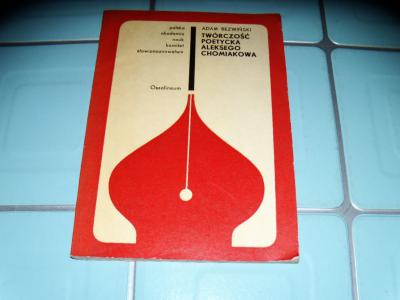 polska
akademia
nauk
komitet
słowianoznawstwa
ADAM BEZWIŃSKI
TWÓRCZOŚĆ
POETYCKA
ALEKSEGO
CHOMIAKOWA
Ossolineum